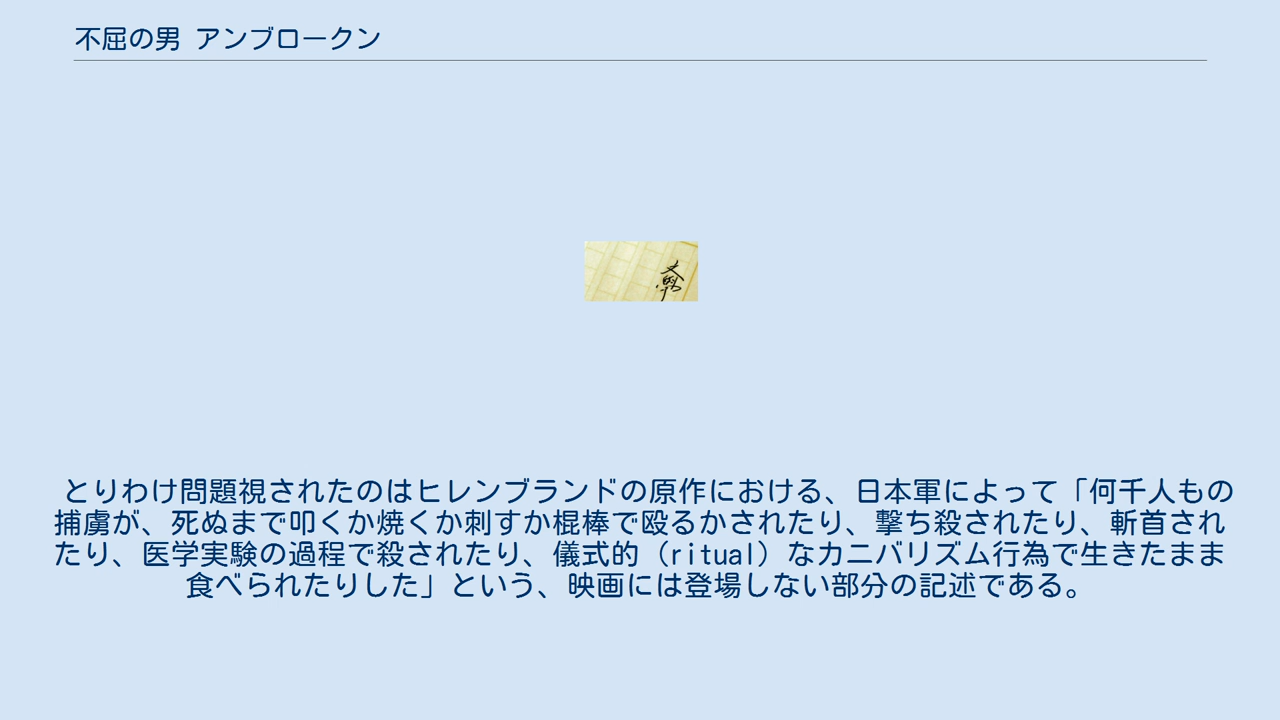 不屈の男 アンブロークン
とりわけ問題視されたのはヒレンブランドの原作における、日本軍によって「何千人もの
捕虜が、死ぬまで叩くか焼くか刺すか棍棒で殴るかされたり、撃ち殺されたり、斬首され
たり、医学実験の過程で殺されたり、儀式的（ritual）なカニバリズム行為で生きたまま
食べられたりした」という、映画には登場しない部分の記述である。